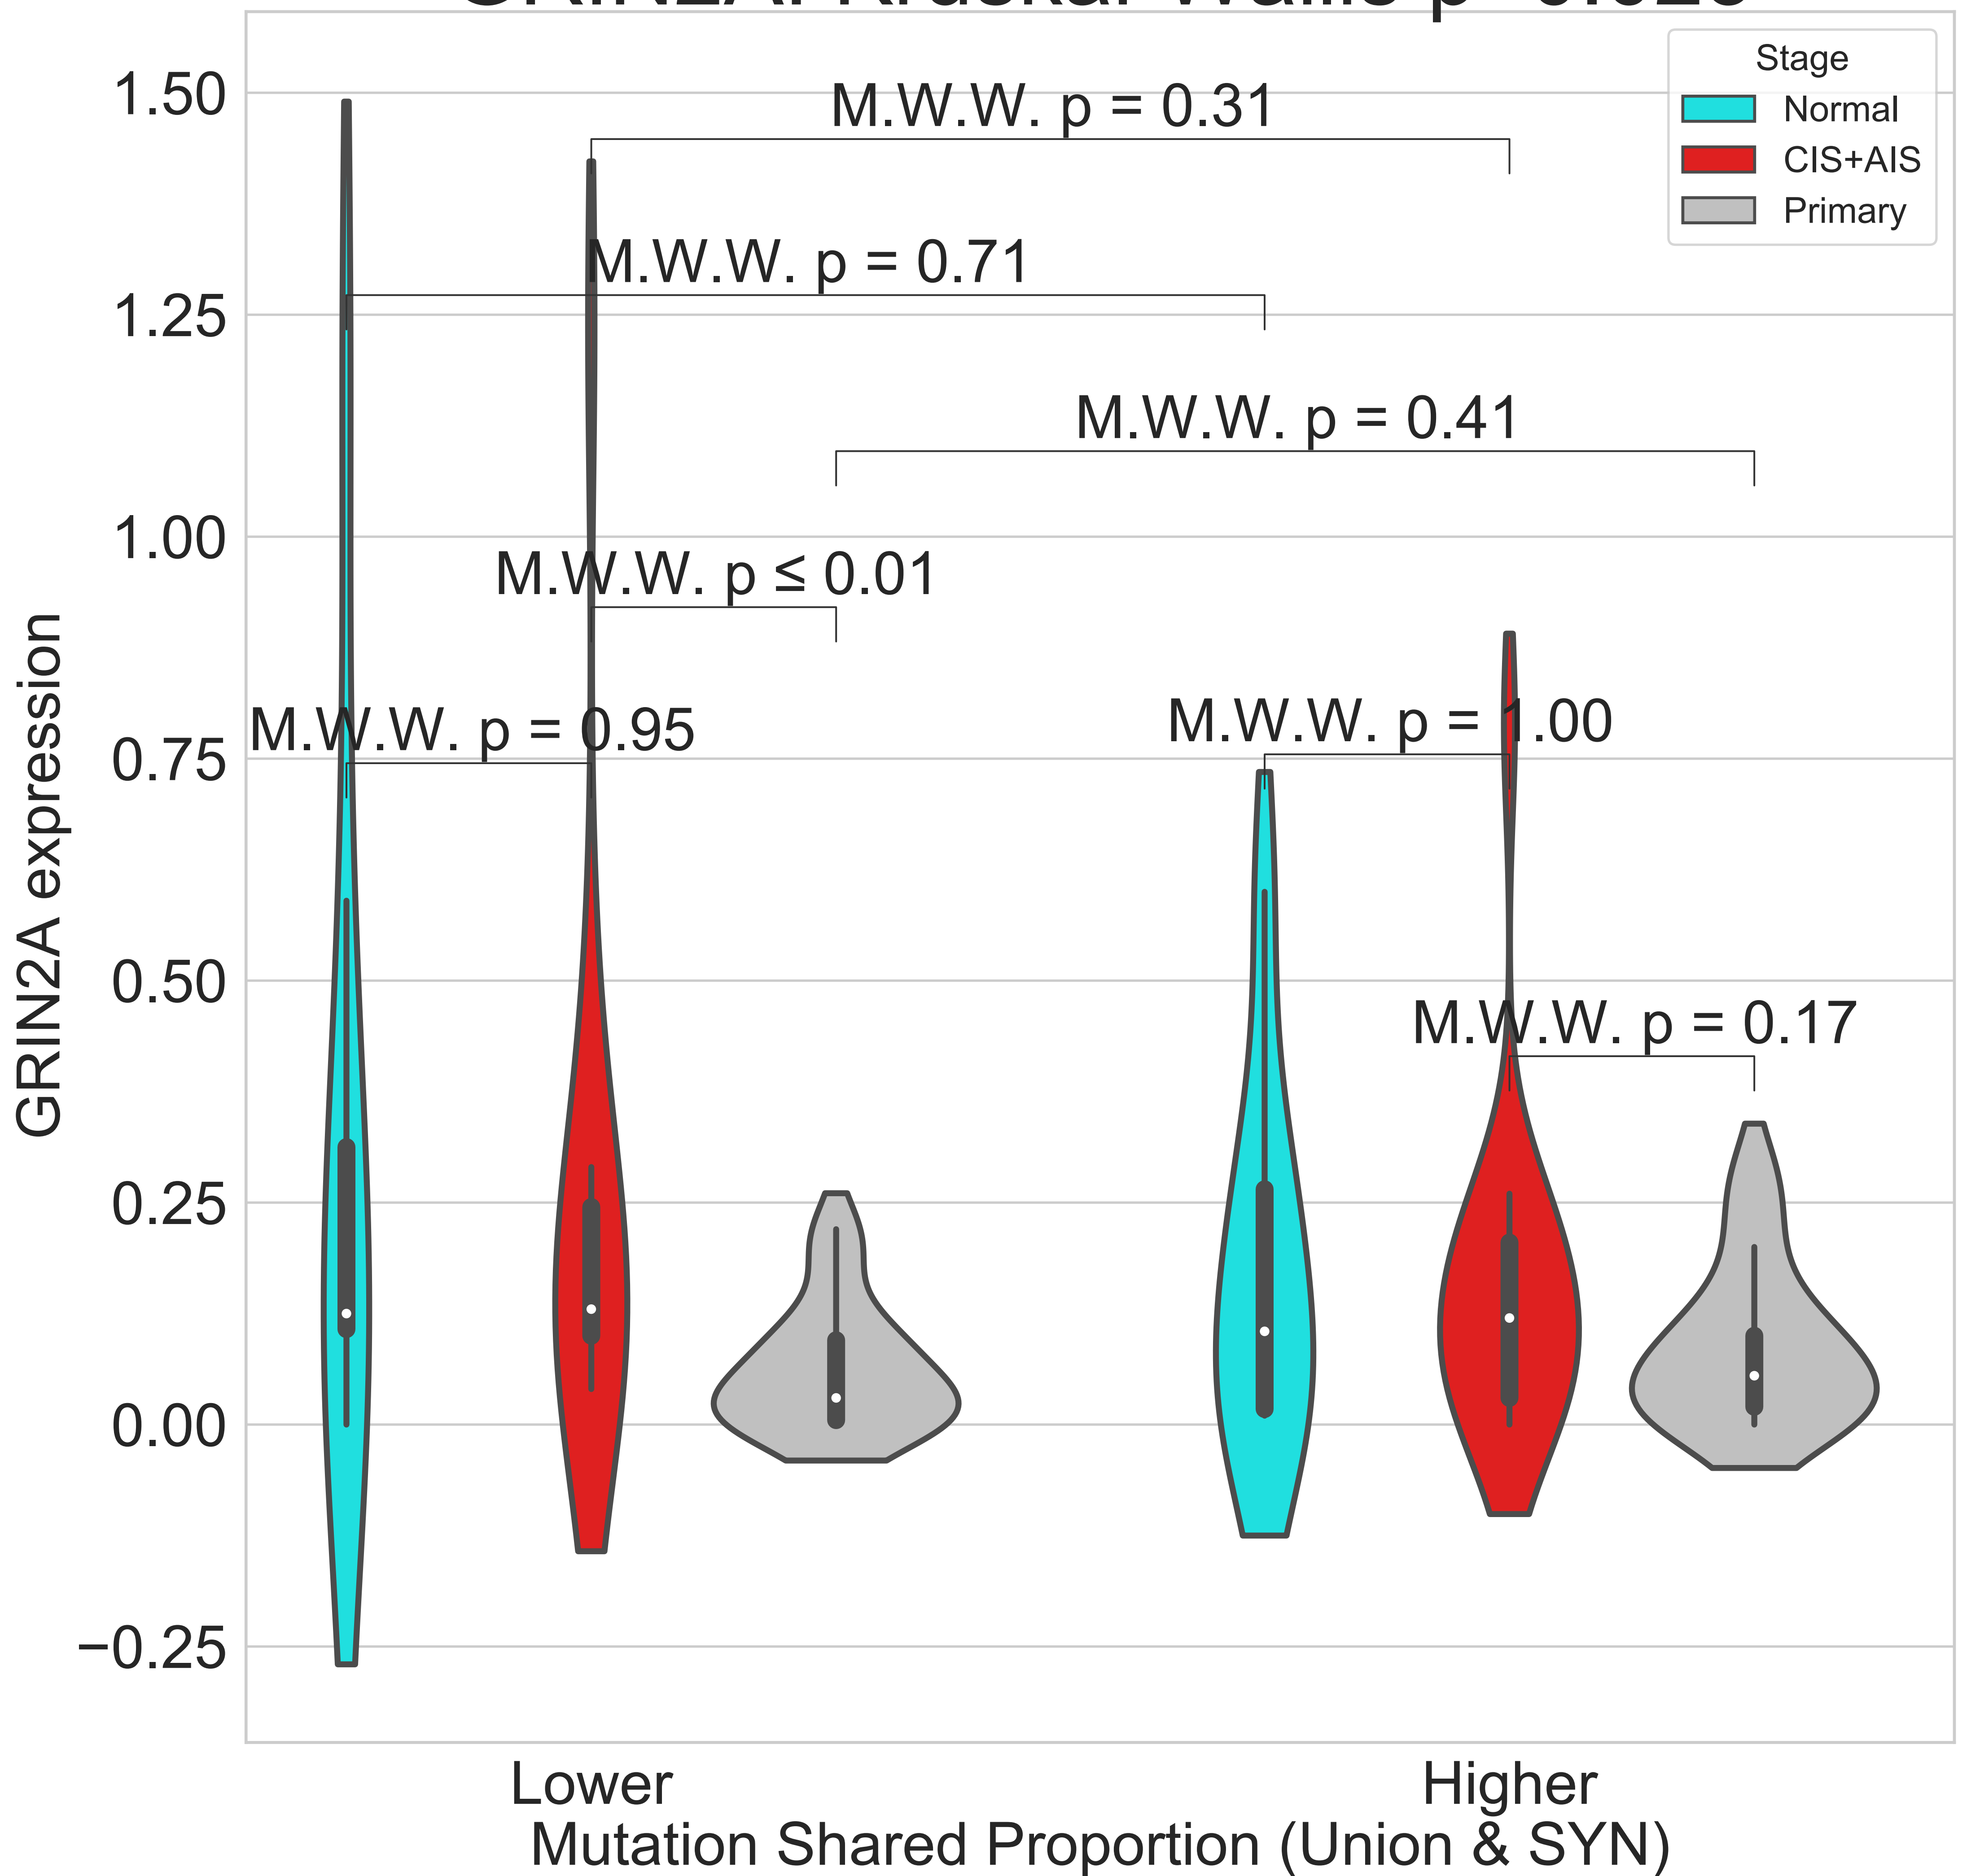 Stage
Normal
CIS+AIS
Primary
1.50
1.25
1.00
0.75
0.50
0.25
0.00
−0.25
GRIN2A expression
M.W.W. p = 0.31
M.W.W. p = 0.71
M.W.W. p = 0.41
M.W.W. p ≤ 0.01
M.W.W. p = 0.95
M.W.W. p = 1.00
M.W.W. p = 0.17
Lower
Higher
Mutation Shared Proportion (Union & SYN)